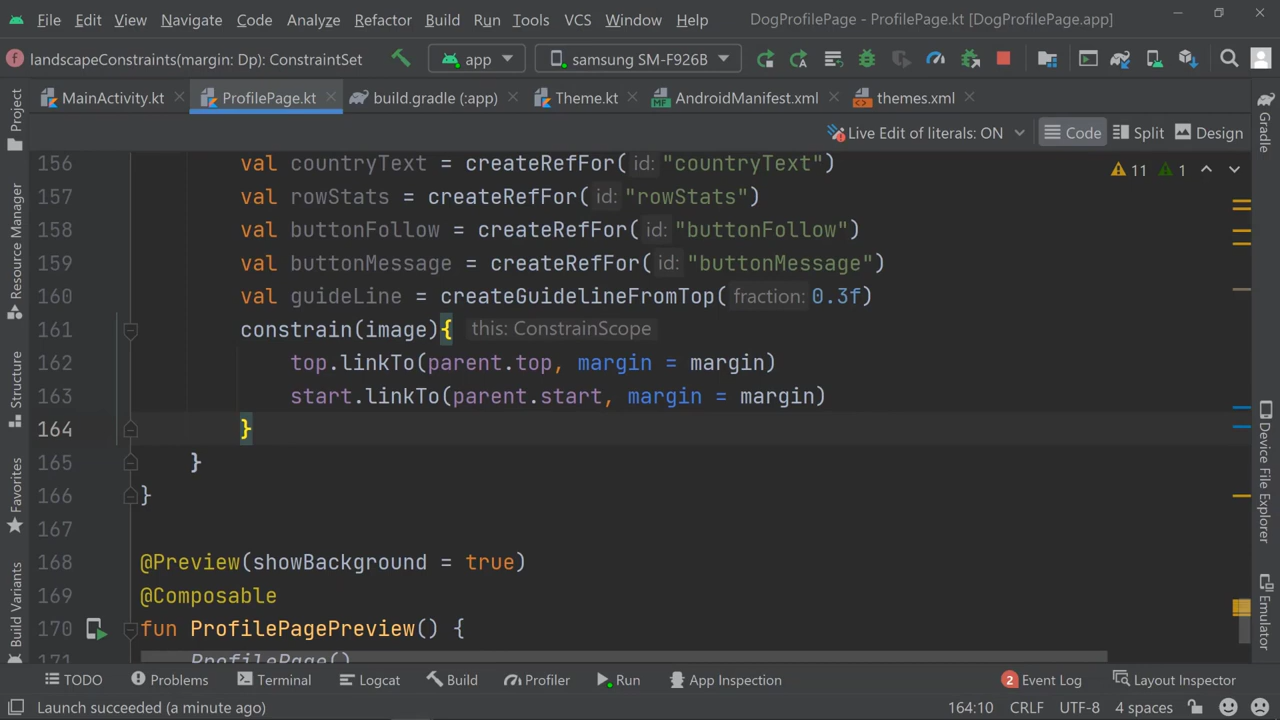 File Edit View Navigate Code Analyze Refactor Build Run Tools VCS Window Help DogProfilePage - ProfilePage.kt [DogProfilePage.app]
landscapeConstraints(margin: Dp): ConstraintSet app samsung SM-F926B
MainActivity.kt ProfilePage.kt build.gradle (:app) Theme.kt AndroidManifest.xml themes.xml
Live Edit of literals: ON Code Split Design
11 1
156 val countryText = createRefFor( id: "countryText")
157 val rowStats = createRefFor( id: "rowStats")
158 val buttonFollow = createRefFor( id: "buttonFollow")
159 val buttonMessage = createRefFor( id: "buttonMessage")
160 val guideLine = createGuidelineFromTop( fraction: 0.3f)
161 constrain(image){ this: ConstrainScope
162 top.linkTo(parent.top, margin = margin)
163 start.linkTo(parent.start, margin = margin)
164 }
165 }
166 }
167
168 @Preview(showBackground = true)
169 @Composable
170 fun ProfilePagePreview() {
171 ProfilePage()
Project
Resource Manager
Structure
Favorites
Build Variants
Gradle
Device File Explorer
Emulator
TODO Problems Terminal Logcat Build Profiler Run App Inspection 2 Event Log Layout Inspector
Launch succeeded (a minute ago) 164:10 CRLF UTF-8 4 spaces